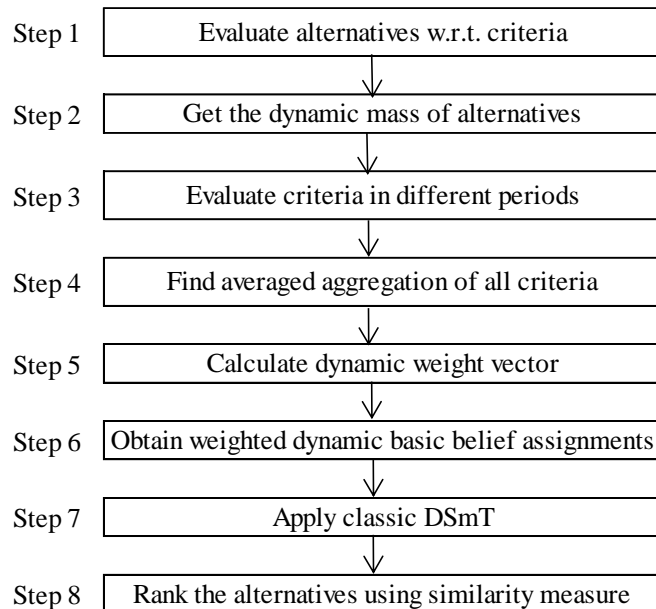 Step 1 Evaluate alternatives w.r.t. criteria
Step 2 Get the dynamic mass of alternatives
Step 3 Evaluate criteria in different periods
Step 4 Find averaged aggregation of all criteria
Step 5 Calculate dynamic weight vector
Step 6 Obtain weighted dynamic basic belief assignments
Step 7 Apply classic DSmT
Step 8 Rank the alternatives using similarity measure